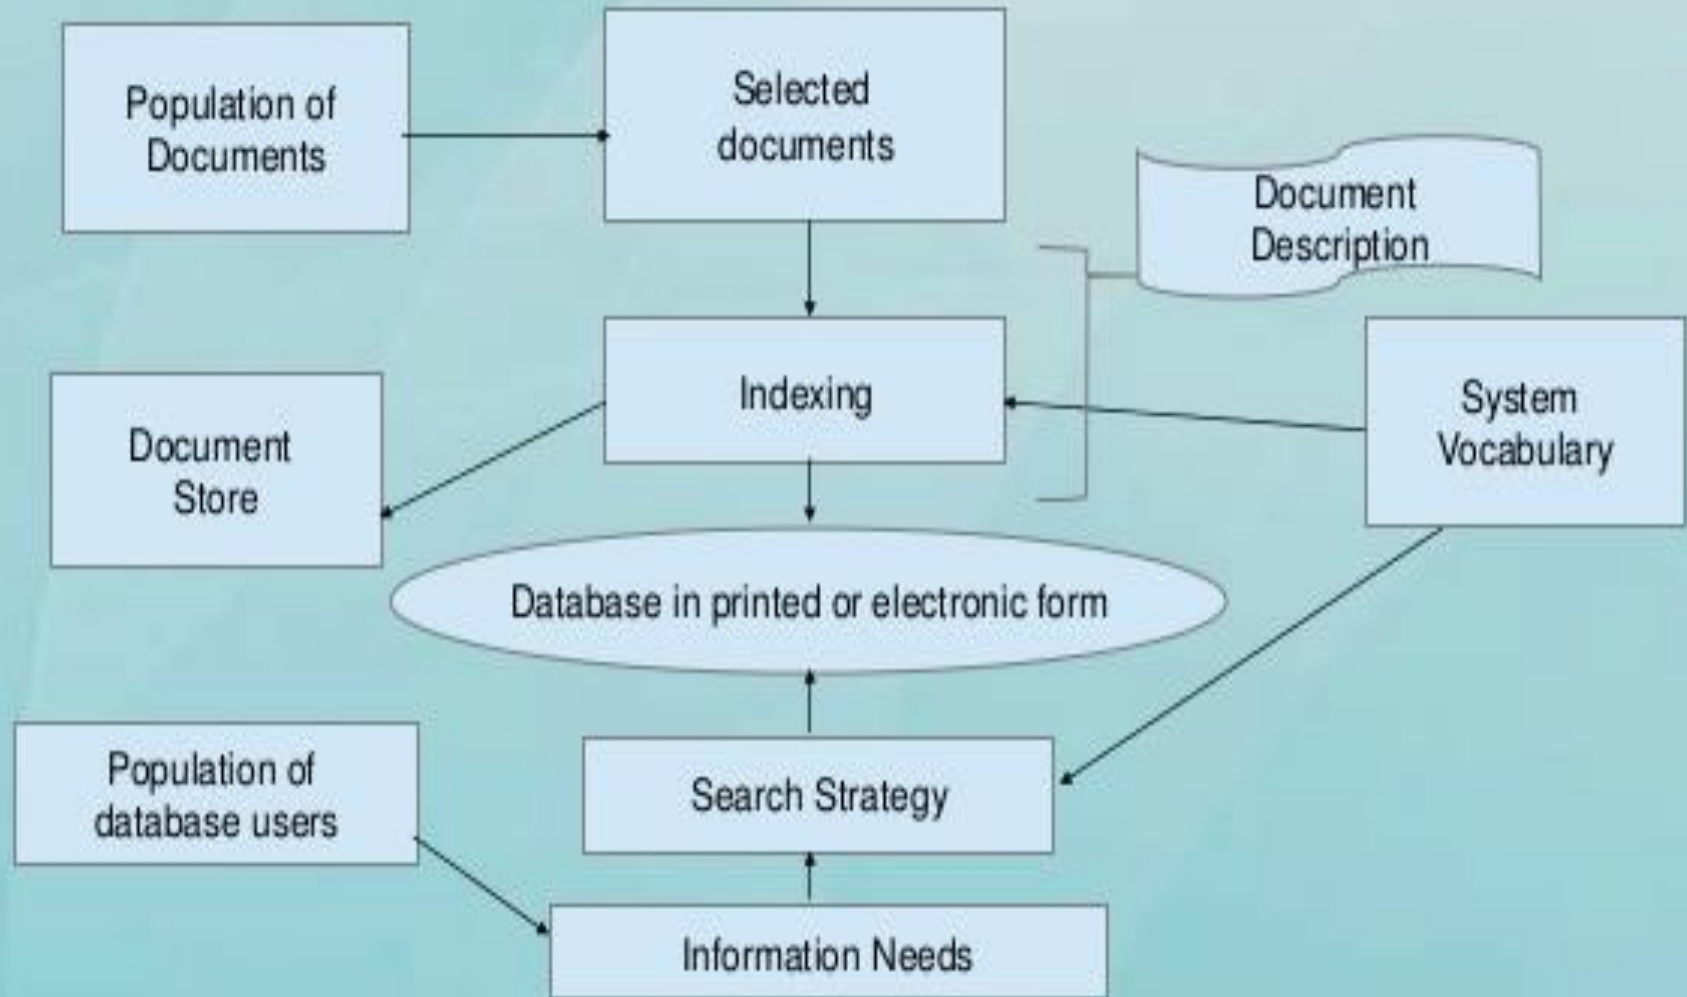 Population of
Documents
Selected
documents
Document
Description
Indexing
System
Vocabulary
Document
Store
Database in printed or electronic form
Population of
database users
Search Strategy
Information Needs